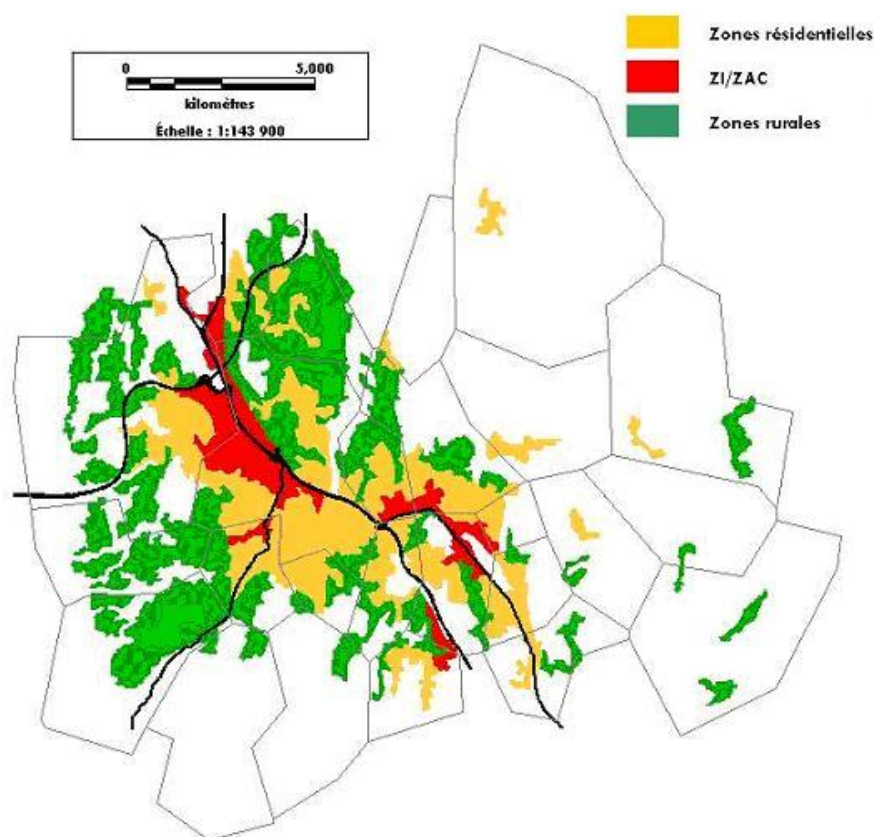 0 5,000
kilomètres
Échelle : 1:143 900
Zones résidentielles
ZI/ZAC
Zones rurales